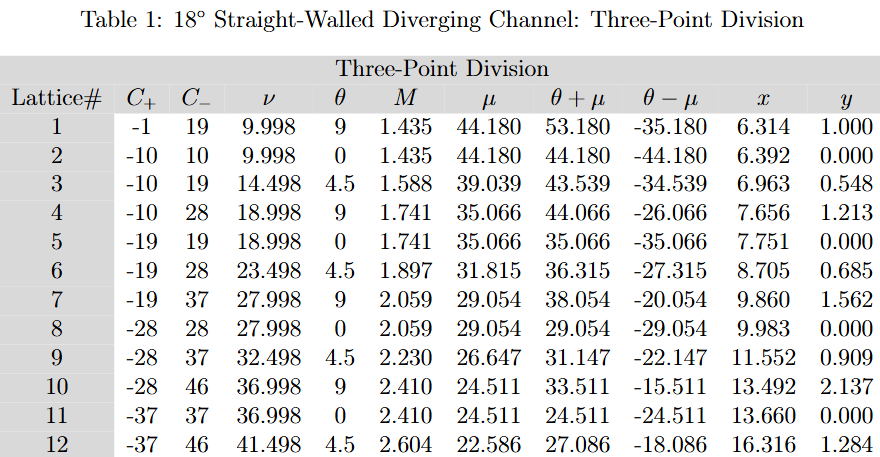 Table 1: 18° Straight-Walled Diverging Channel: Three-Point Division
Three-Point Division
Lattice# C₊ C₋ ν θ M μ θ + μ θ − μ x y
1 -1 19 9.998 9 1.435 44.180 53.180 -35.180 6.314 1.000
2 -10 10 9.998 0 1.435 44.180 44.180 -44.180 6.392 0.000
3 -10 19 14.498 4.5 1.588 39.039 43.539 -34.539 6.963 0.548
4 -10 28 18.998 9 1.741 35.066 44.066 -26.066 7.656 1.213
5 -19 19 18.998 0 1.741 35.066 35.066 -35.066 7.751 0.000
6 -19 28 23.498 4.5 1.897 31.815 36.315 -27.315 8.705 0.685
7 -19 37 27.998 9 2.059 29.054 38.054 -20.054 9.860 1.562
8 -28 28 27.998 0 2.059 29.054 29.054 -29.054 9.983 0.000
9 -28 37 32.498 4.5 2.230 26.647 31.147 -22.147 11.552 0.909
10 -28 46 36.998 9 2.410 24.511 33.511 -15.511 13.492 2.137
11 -37 37 36.998 0 2.410 24.511 24.511 -24.511 13.660 0.000
12 -37 46 41.498 4.5 2.604 22.586 27.086 -18.086 16.316 1.284